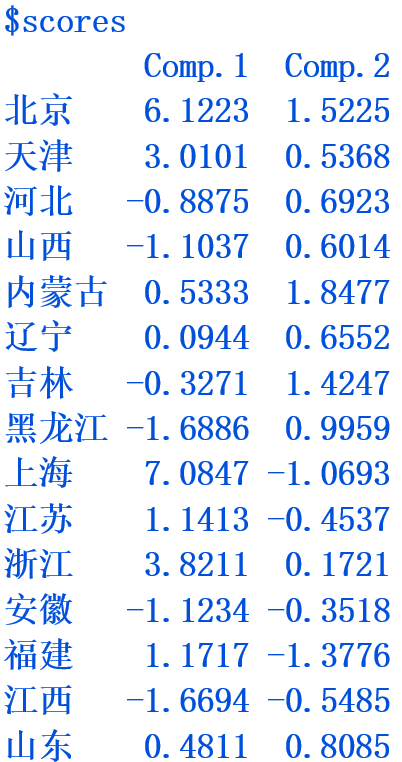 $scores
Comp.1 Comp.2
北京 6.1223 1.5225
天津 3.0101 0.5368
河北 -0.8875 0.6923
山西 -1.1037 0.6014
内蒙古 0.5333 1.8477
辽宁 0.0944 0.6552
吉林 -0.3271 1.4247
黑龙江 -1.6886 0.9959
上海 7.0847 -1.0693
江苏 1.1413 -0.4537
浙江 3.8211 0.1721
安徽 -1.1234 -0.3518
福建 1.1717 -1.3776
江西 -1.6694 -0.5485
山东 0.4811 0.8085